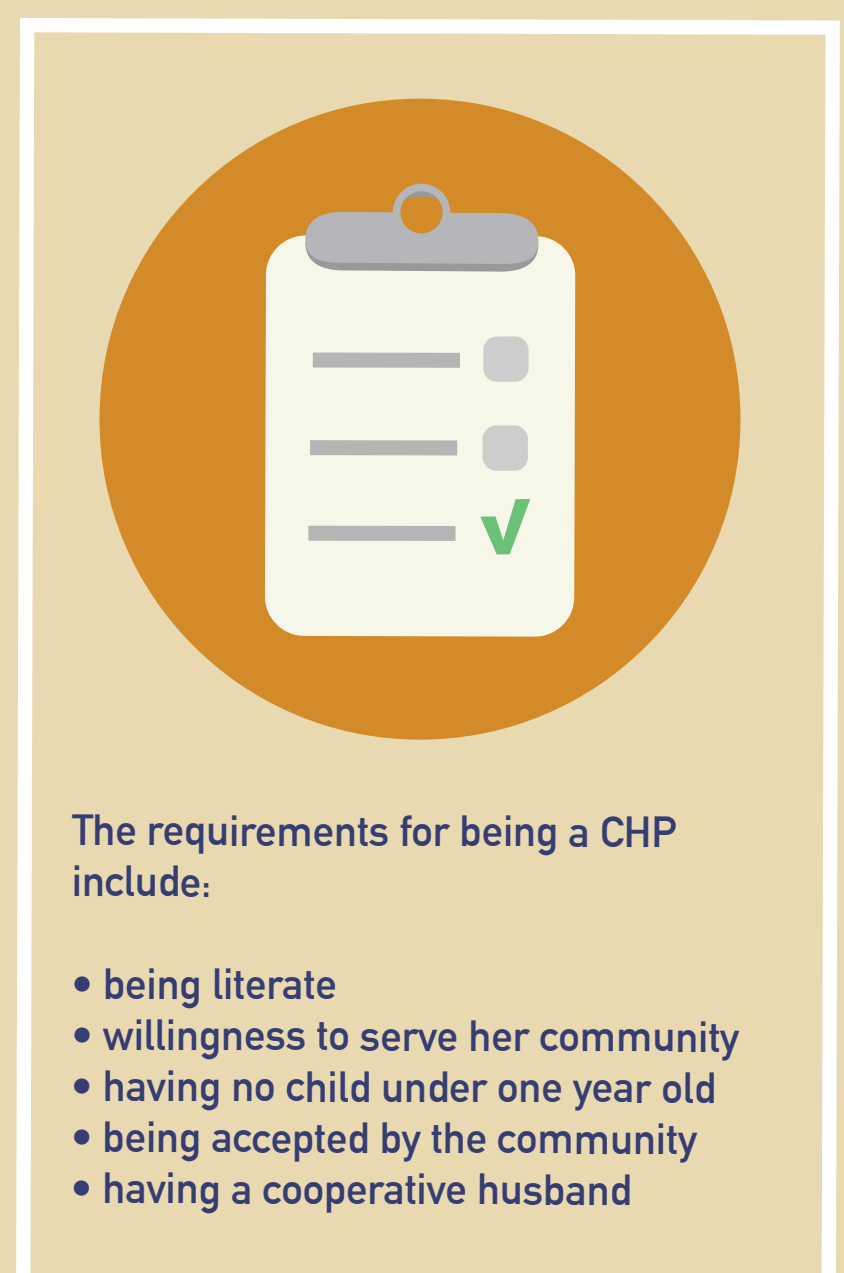 The requirements for being a CHP
include:
• being literate
• willingness to serve her community
• having no child under one year old
• being accepted by the community
• having a cooperative husband